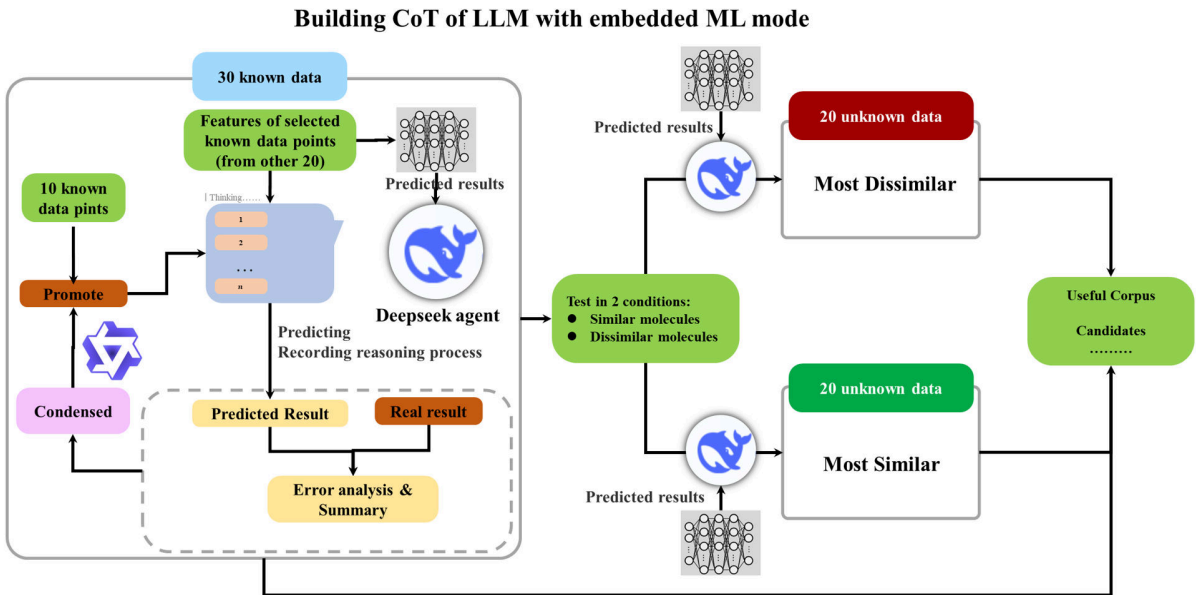 Building CoT of LLM with embedded ML mode
30 known data
Features of selected
known data points
(from other 20)
Predicted results
10 known
data pints
Thinking......
1
2
...
n
Promote
Deepseek agent
Predicting
Recording reasoning process
Condensed
Predicted Result
Real result
Error analysis &
Summary
Test in 2 conditions:
● Similar molecules
● Dissimilar molecules
Predicted results
20 unknown data
Most Dissimilar
20 unknown data
Most Similar
Predicted results
Useful Corpus
Candidates
.........